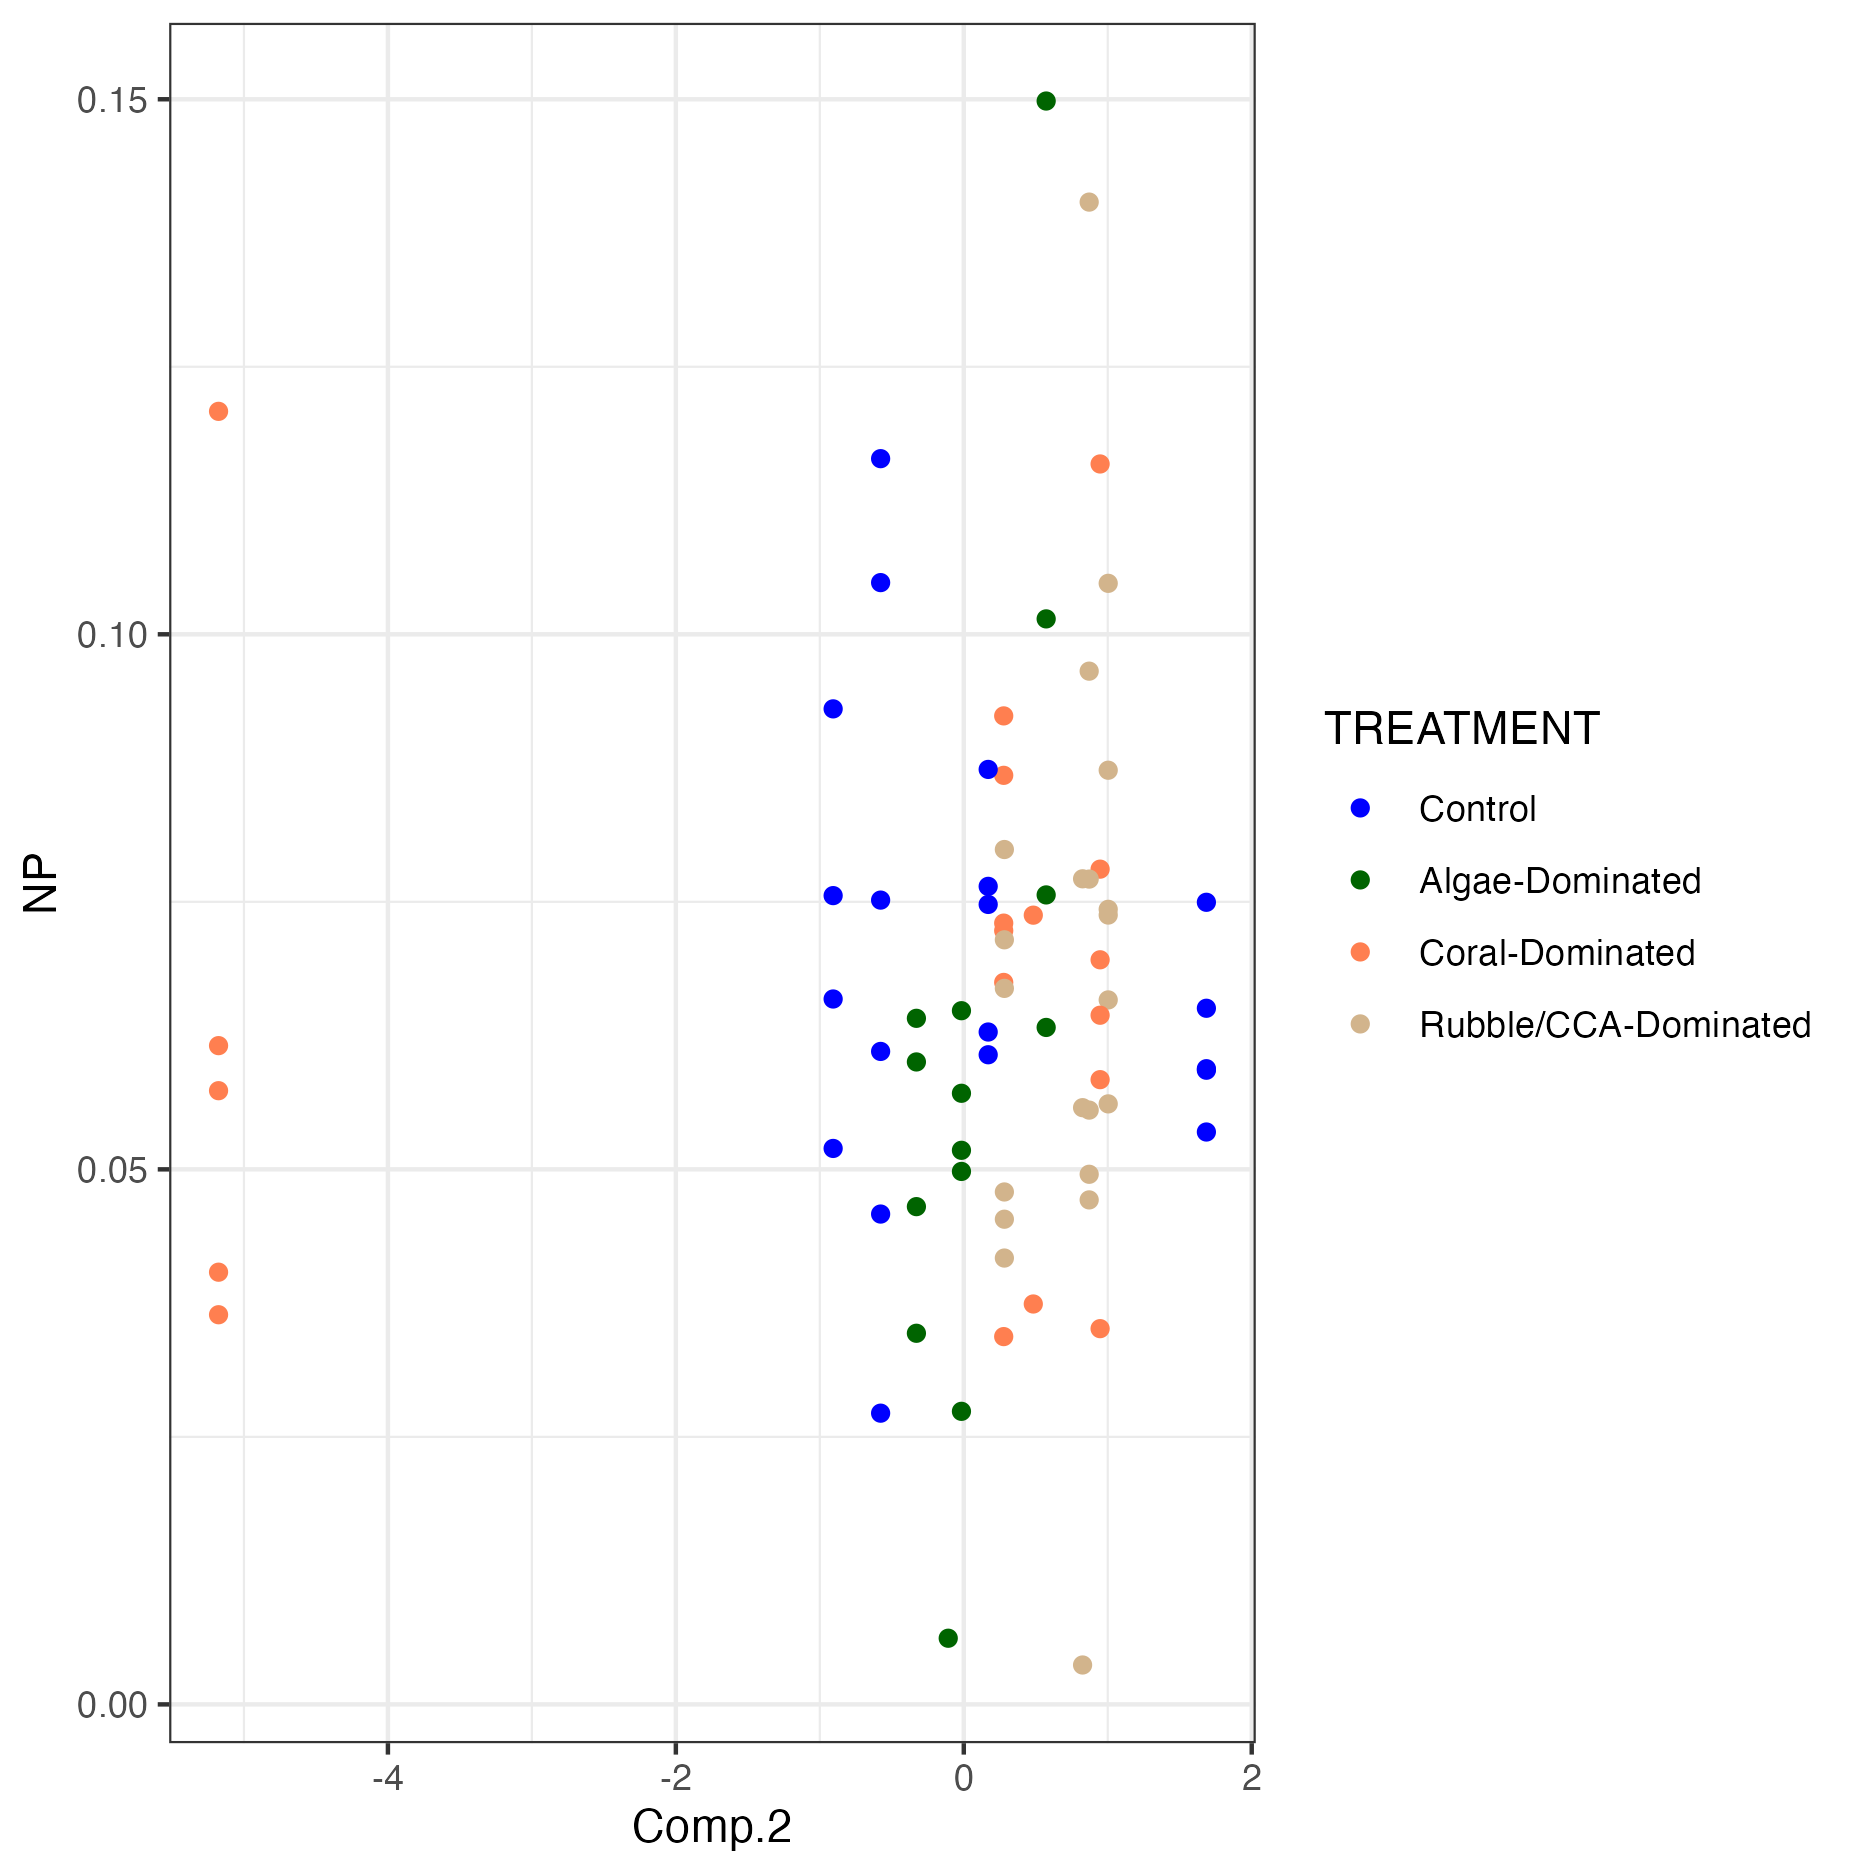 0.15
0.10
0.05
0.00
NP
-4
-2
0
2
Comp.2
TREATMENT
Control
Algae-Dominated
Coral-Dominated
Rubble/CCA-Dominated